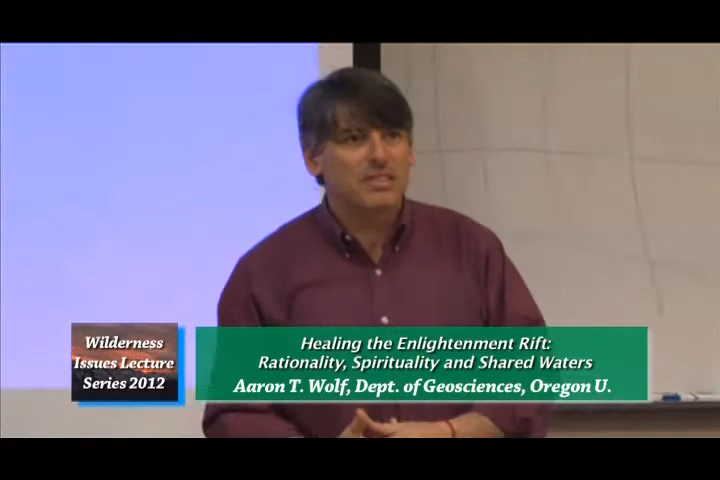 Wilderness
Issues Lecture
Series 2012
Healing the Enlightenment Rift:
Rationality, Spirituality and Shared Waters
Aaron T. Wolf, Dept. of Geosciences, Oregon U.